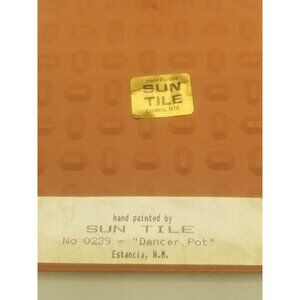 Hand Painted
SUN
TILE
Estancia, N.M.
hand painted by
SUN TILE
No 0239 - "Dancer Pot"
Estancia, N.M.